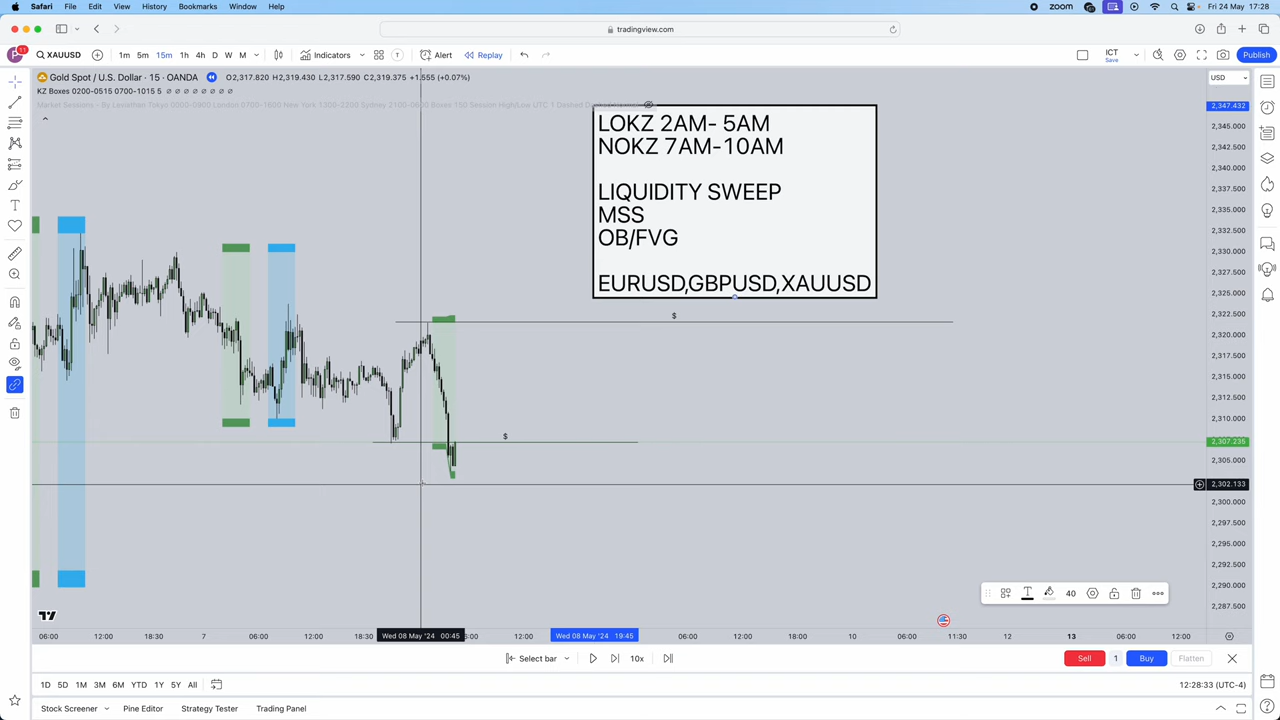 Safari File Edit View History Bookmarks Window Help
zoom Fri 24 May 17:28
tradingview.com
11 XAUUSD 1m 5m 15m 1h 4h D W M Indicators Alert Replay ICT Save Publish
Gold Spot / U.S. Dollar · 15 · OANDA O2,317.820 H2,319.430 L2,317.590 C2,319.375 +1.555 (+0.07%)
USD
KZ Boxes 0200-0515 0700-1015 5 ∅ ∅ ∅ ∅ ∅ ∅ ∅ ∅
2,347.432
2,345.000
2,342.500
2,340.000
2,337.500
2,335.000
2,332.500
2,330.000
2,327.500
2,325.000
2,322.500
2,320.000
2,317.500
2,315.000
2,312.500
2,310.000
2,307.235
2,305.000
2,302.133
2,300.000
2,297.500
2,295.000
2,292.500
2,290.000
2,287.500
LOKZ 2AM- 5AM
NOKZ 7AM-10AM
LIQUIDITY SWEEP
MSS
OB/FVG
EURUSD,GBPUSD,XAUUSD
$
$
40
06:00 12:00 18:30 7 06:00 12:00 18:30 Wed 08 May '24 00:45 12:00 Wed 08 May '24 19:45 06:00 12:00 18:00 10 06:00 11:30 12 13 06:00 12:00
Select bar 10x Sell 1 Buy Flatten
1D 5D 1M 3M 6M YTD 1Y 5Y All 12:28:33 (UTC-4)
Stock Screener Pine Editor Strategy Tester Trading Panel